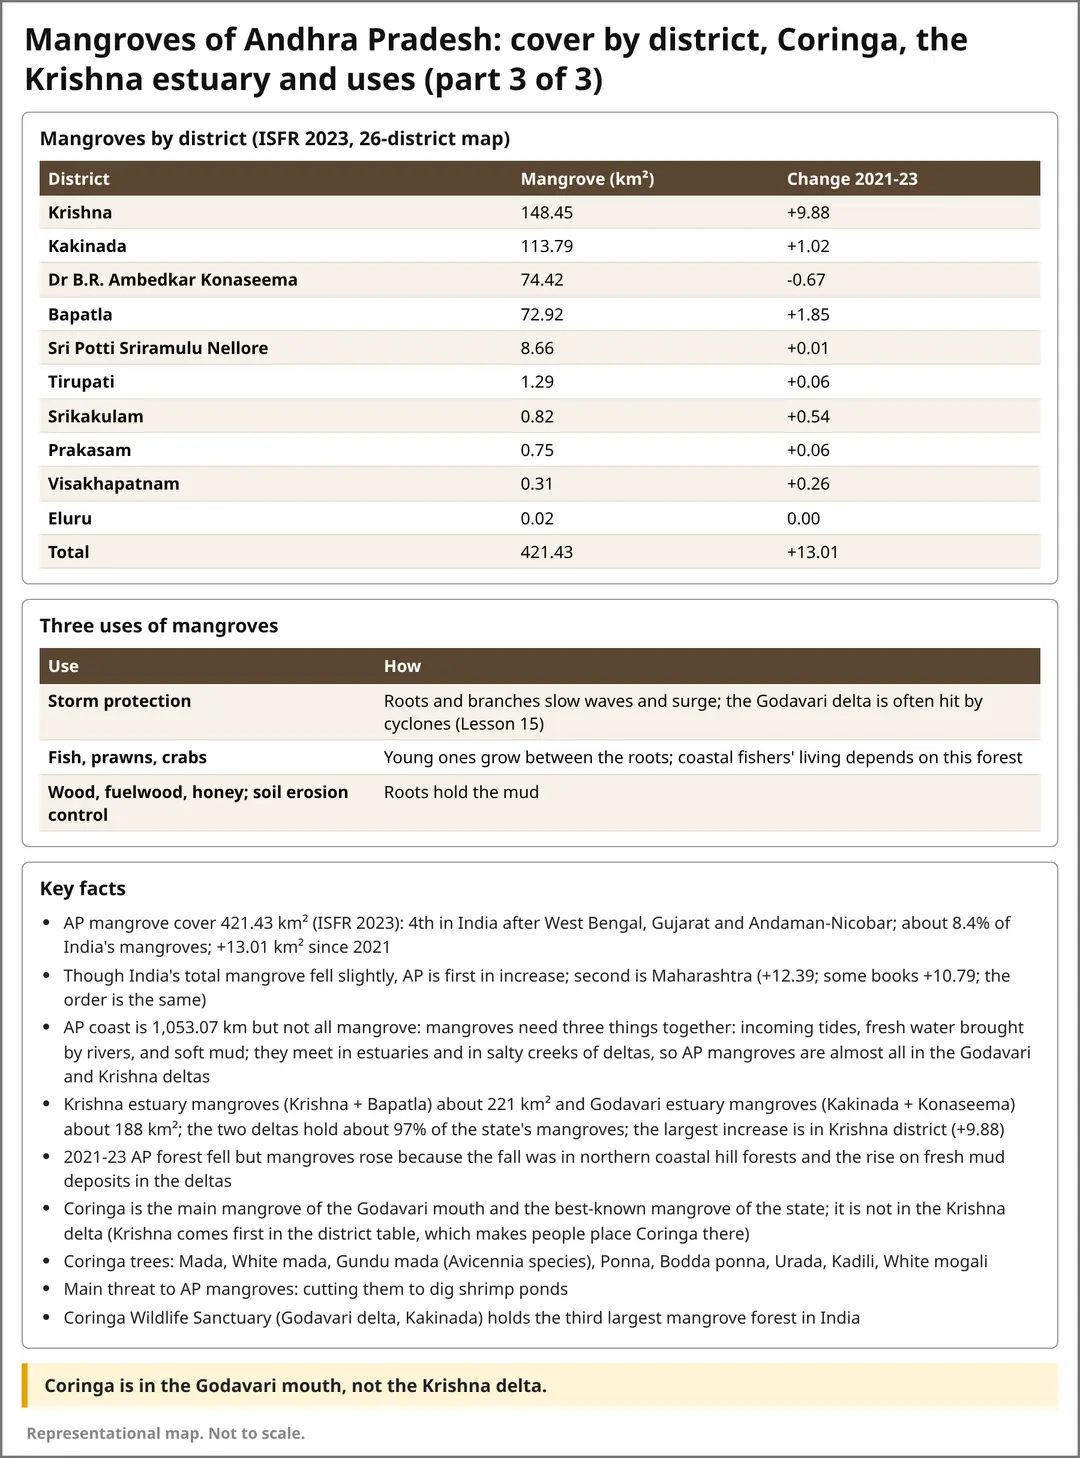 Mangroves of Andhra Pradesh: cover by district, Coringa, the
Krishna estuary and uses (part 3 of 3)
Mangroves by district (ISFR 2023, 26-district map)
District Mangrove (km²) Change 2021-23
Krishna 148.45 +9.88
Kakinada 113.79 +1.02
Dr B.R. Ambedkar Konaseema 74.42 -0.67
Bapatla 72.92 +1.85
Sri Potti Sriramulu Nellore 8.66 +0.01
Tirupati 1.29 +0.06
Srikakulam 0.82 +0.54
Prakasam 0.75 +0.06
Visakhapatnam 0.31 +0.26
Eluru 0.02 0.00
Total 421.43 +13.01
Three uses of mangroves
Use How
Storm protection Roots and branches slow waves and surge; the Godavari delta is often hit by
cyclones (Lesson 15)
Fish, prawns, crabs Young ones grow between the roots; coastal fishers' living depends on this forest
Wood, fuelwood, honey; soil erosion Roots hold the mud
control
Key facts
• AP mangrove cover 421.43 km² (ISFR 2023): 4th in India after West Bengal, Gujarat and Andaman-Nicobar; about 8.4% of
India's mangroves; +13.01 km² since 2021
• Though India's total mangrove fell slightly, AP is first in increase; second is Maharashtra (+12.39; some books +10.79; the
order is the same)
• AP coast is 1,053.07 km but not all mangrove: mangroves need three things together: incoming tides, fresh water brought
by rivers, and soft mud; they meet in estuaries and in salty creeks of deltas, so AP mangroves are almost all in the Godavari
and Krishna deltas
• Krishna estuary mangroves (Krishna + Bapatla) about 221 km² and Godavari estuary mangroves (Kakinada + Konaseema)
about 188 km²; the two deltas hold about 97% of the state's mangroves; the largest increase is in Krishna district (+9.88)
• 2021-23 AP forest fell but mangroves rose because the fall was in northern coastal hill forests and the rise on fresh mud
deposits in the deltas
• Coringa is the main mangrove of the Godavari mouth and the best-known mangrove of the state; it is not in the Krishna
delta (Krishna comes first in the district table, which makes people place Coringa there)
• Coringa trees: Mada, White mada, Gundu mada (Avicennia species), Ponna, Bodda ponna, Urada, Kadili, White mogali
• Main threat to AP mangroves: cutting them to dig shrimp ponds
• Coringa Wildlife Sanctuary (Godavari delta, Kakinada) holds the third largest mangrove forest in India
Coringa is in the Godavari mouth, not the Krishna delta.
Representational map. Not to scale.